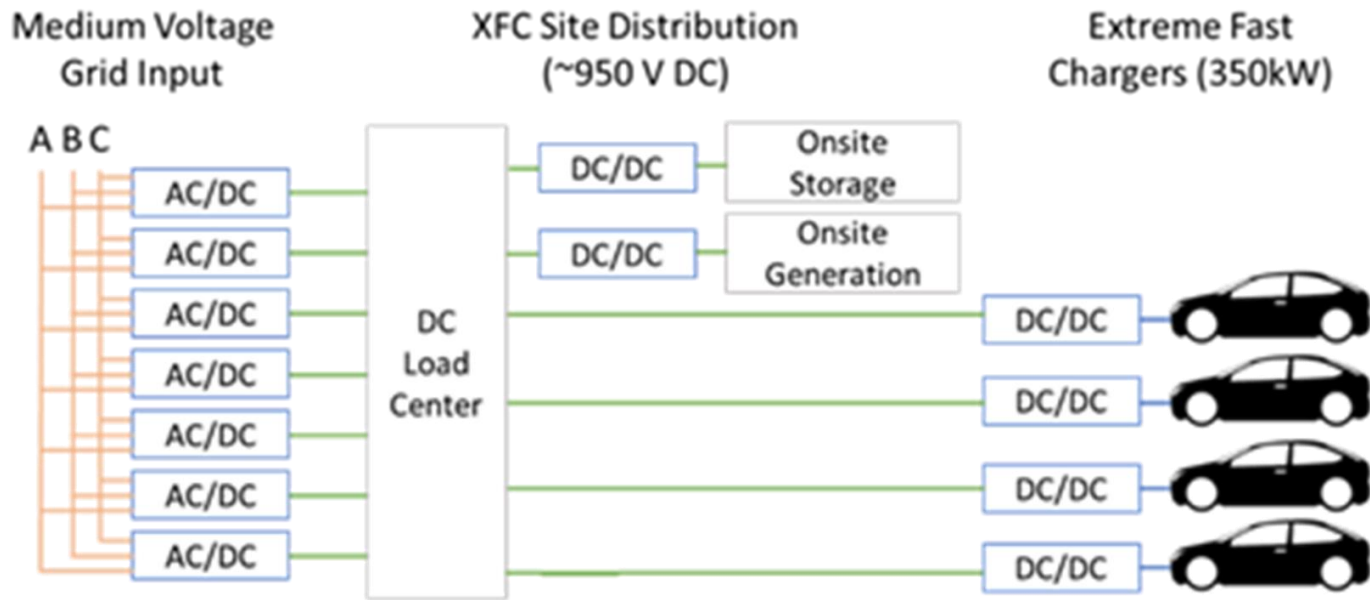 Medium Voltage
Grid Input
XFC Site Distribution
(~950 V DC)
Extreme Fast
Chargers (350kW)
A B C
AC/DC
AC/DC
AC/DC
AC/DC
AC/DC
AC/DC
AC/DC
DC
Load
Center
DC/DC
Onsite
Storage
DC/DC
Onsite
Generation
DC/DC
DC/DC
DC/DC
DC/DC